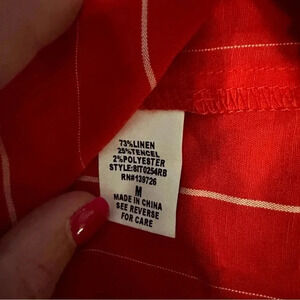 73%LINEN
25%TENCEL
2%POLYESTER
STYLE:8IT0254RB
RN#139726
M
MADE IN CHINA
SEE REVERSE
FOR CARE